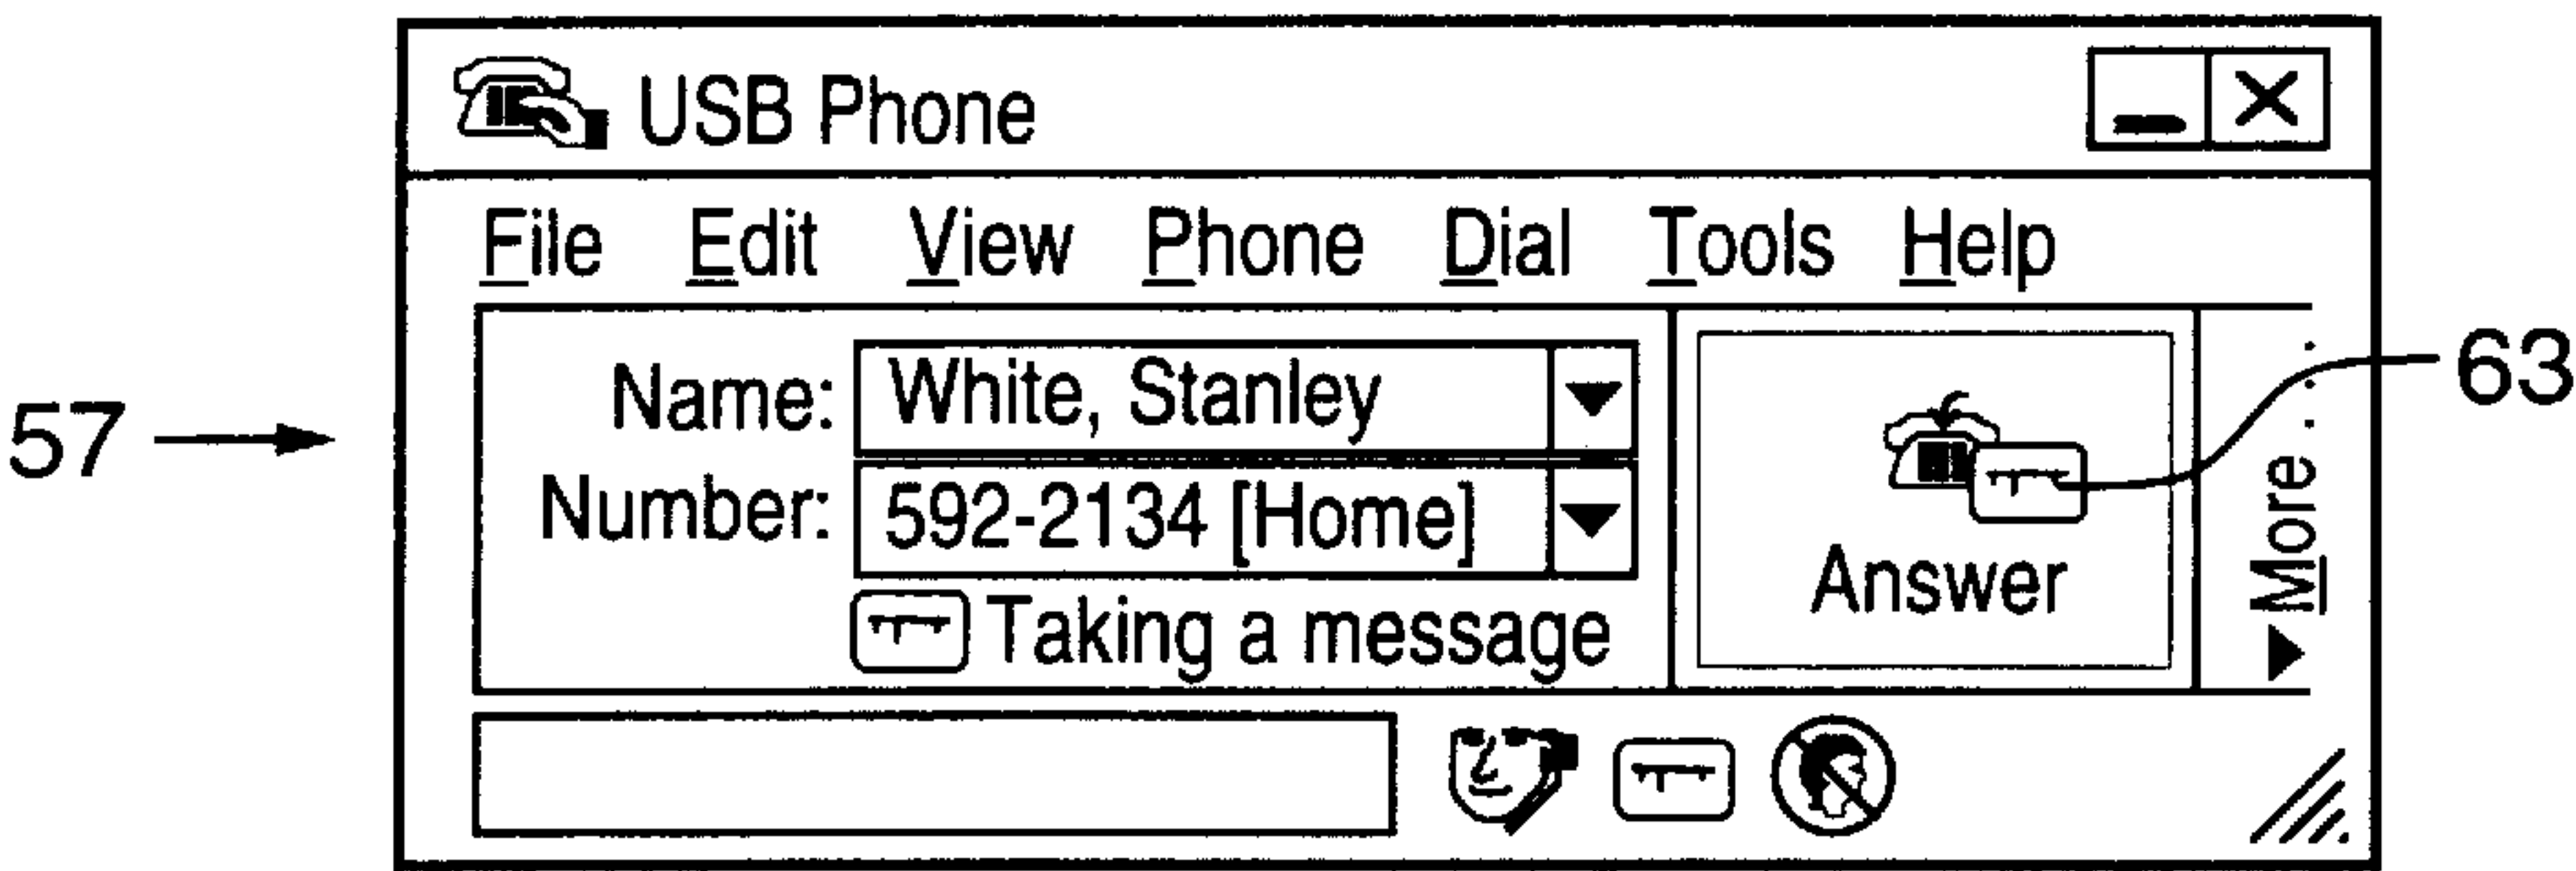 USB Phone
File Edit View Phone Dial Tools Help
Name: White, Stanley
Number: 592-2134 [Home]
Taking a message
Answer
More...
57
63